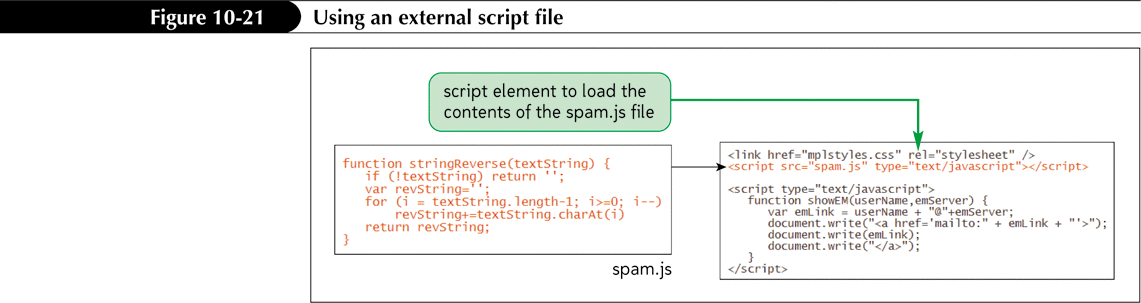 Figure 10-21 Using an external script file
script element to load the
contents of the spam.js file
function stringReverse(textString) {
if (!textString) return '';
var revString='';
for (i = textString.length-1; i>=0; i--)
revString+=textString.charAt(i)
return revString;
}
spam.js
<link href="mplstyles.css" rel="stylesheet" />
<script src="spam.js" type="text/javascript"></script>
<script type="text/javascript">
function showEM(userName,emServer) {
var emLink = userName + "@"+emServer;
document.write("<a href='mailto:" + emLink + "'>");
document.write(emLink);
document.write("</a>");
}
</script>